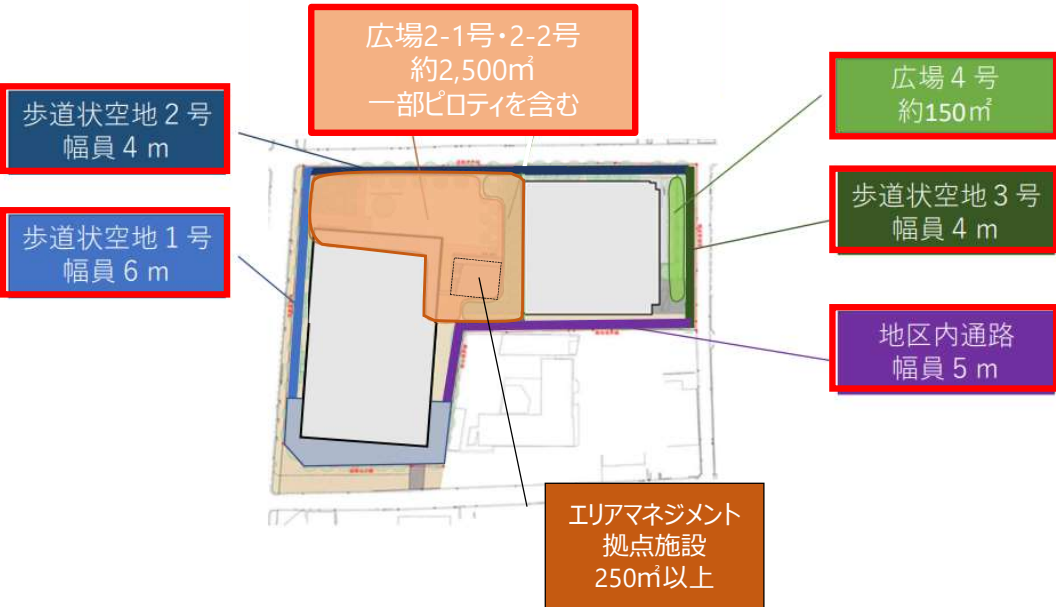 広場2-1号・2-2号
約2,500㎡
一部ピロティを含む
歩道状空地２号
幅員４ｍ
歩道状空地１号
幅員６ｍ
広場４号
約150㎡
歩道状空地３号
幅員４ｍ
地区内通路
幅員５ｍ
エリアマネジメント
拠点施設
250㎡以上